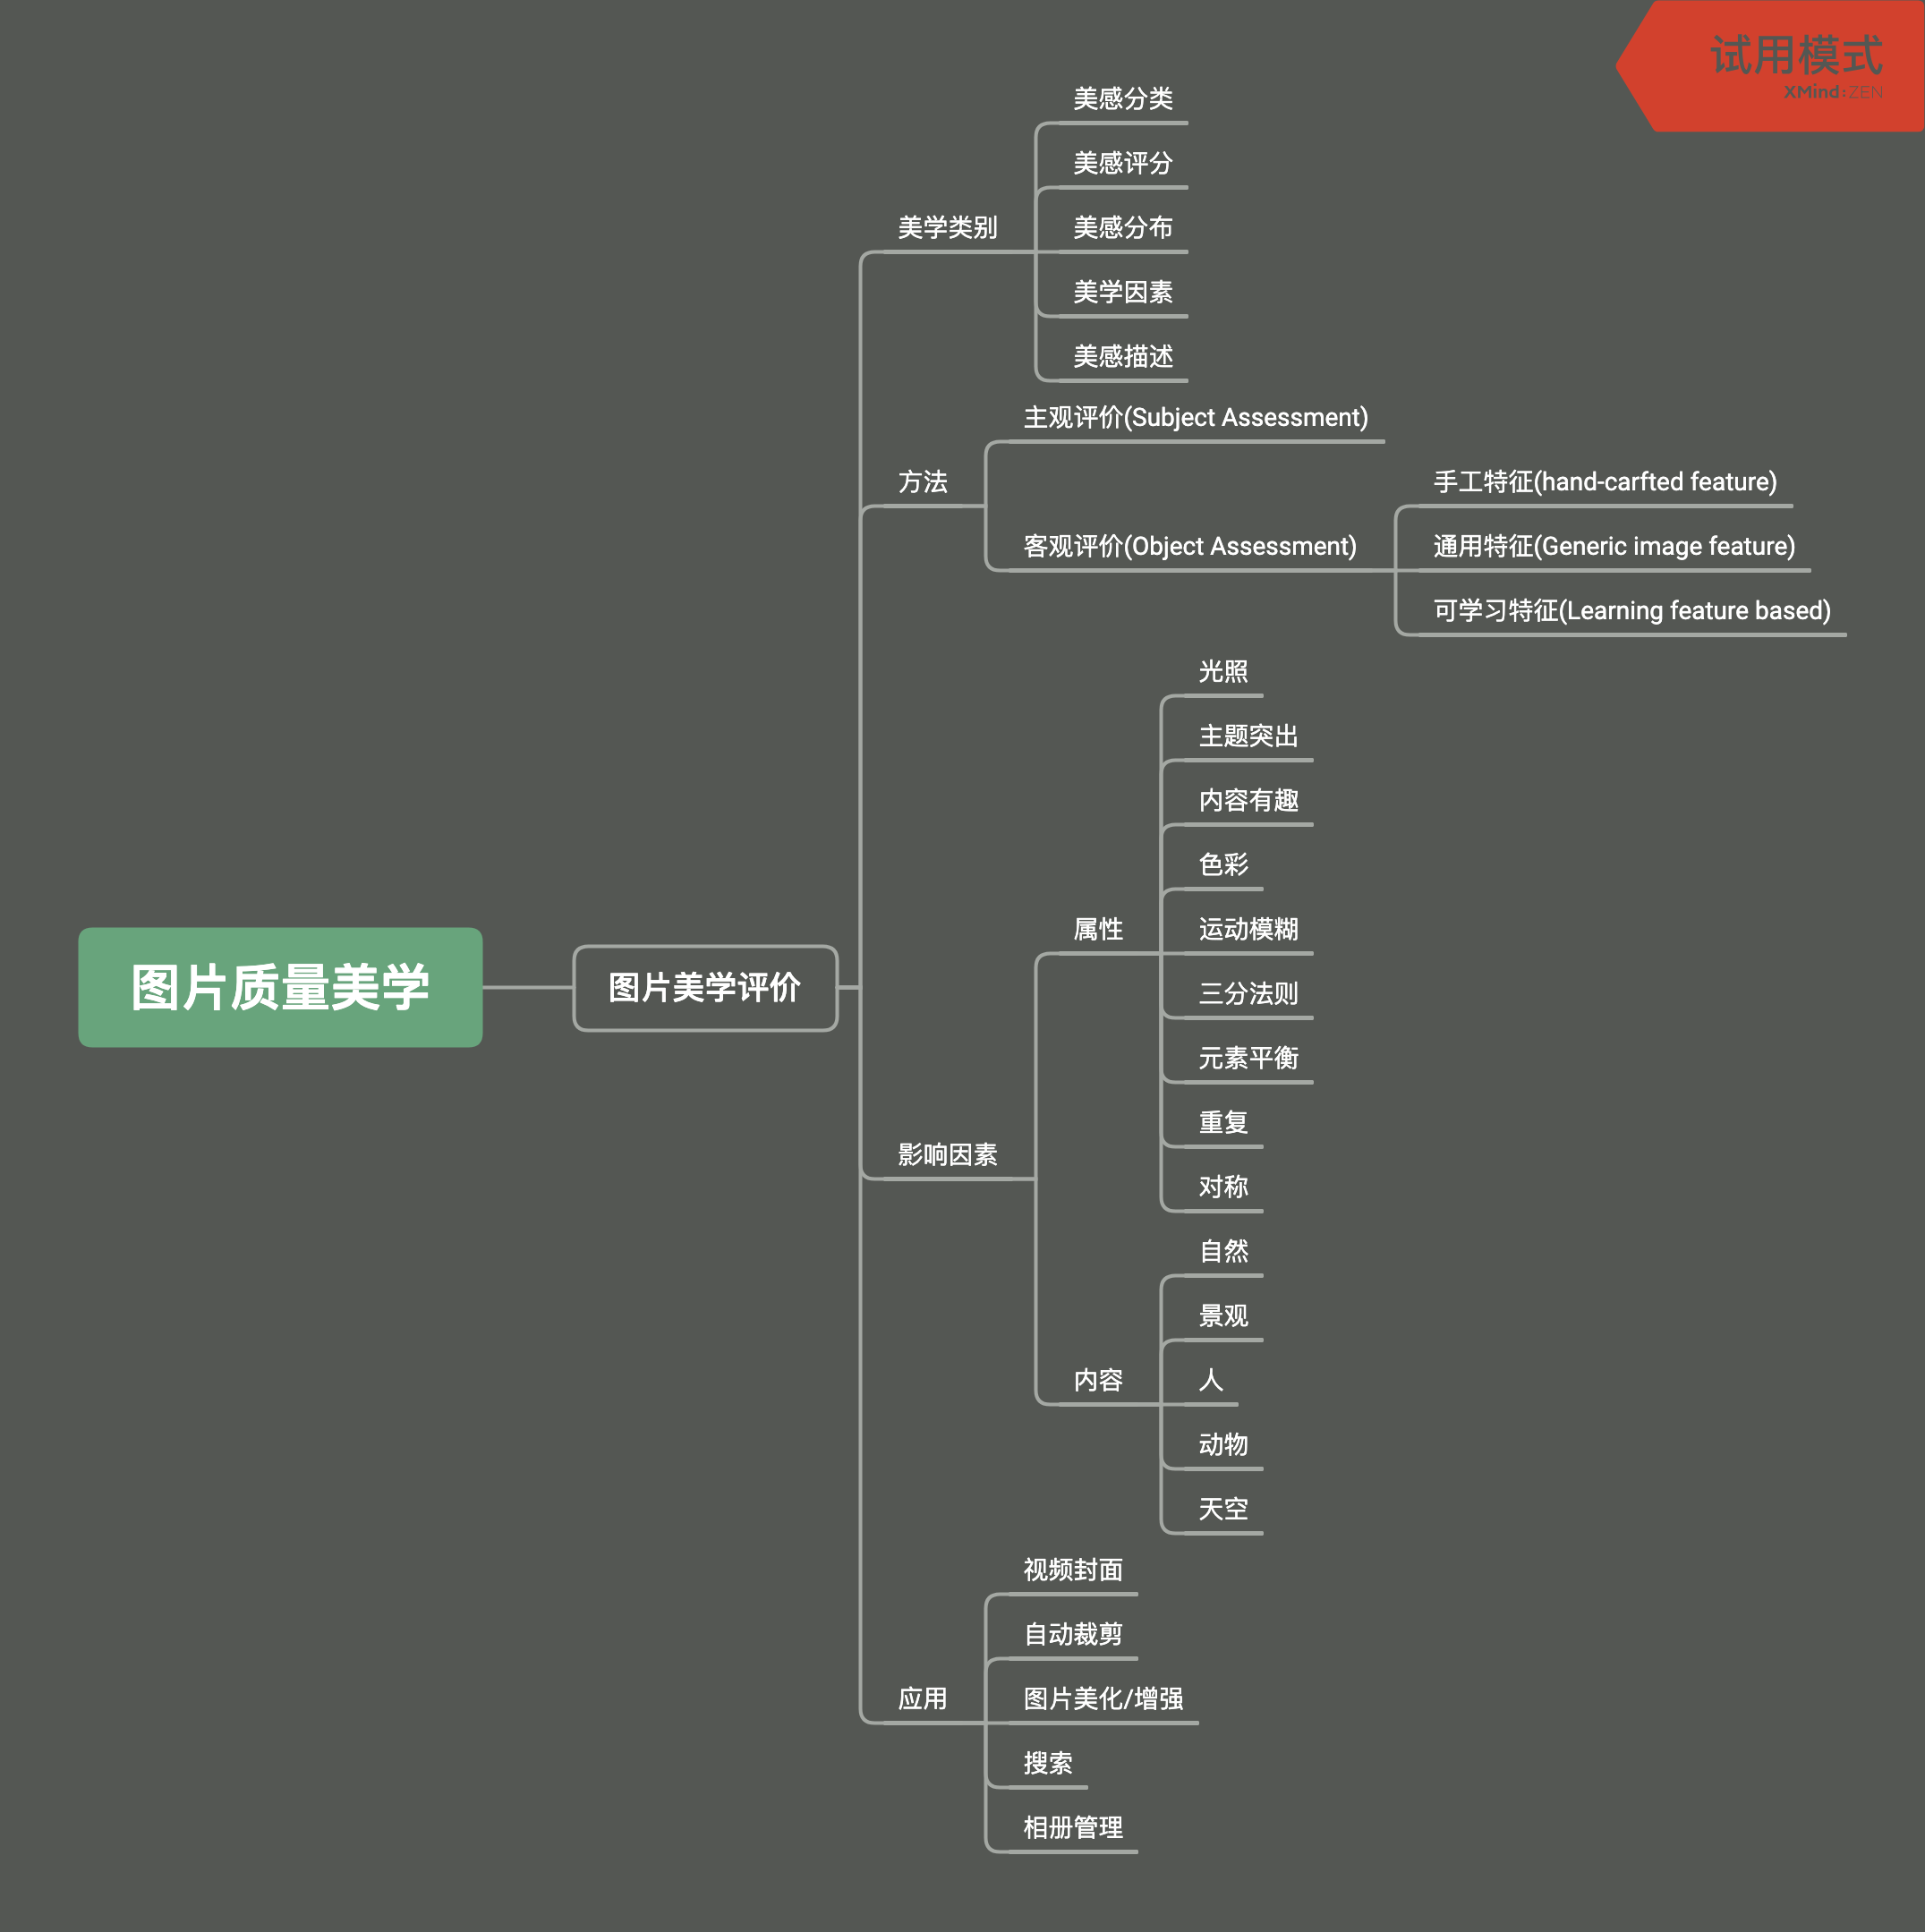 试用模式
XMind:ZEN
图片质量美学
图片美学评价
美学类别
美感分类
美感评分
美感分布
美学因素
美感描述
方法
主观评价(Subject Assessment)
客观评价(Object Assessment)
手工特征(hand-carfted feature)
通用特征(Generic image feature)
可学习特征(Learning feature based)
影响因素
属性
光照
主题突出
内容有趣
色彩
运动模糊
三分法则
元素平衡
重复
对称
内容
自然
景观
人
动物
天空
应用
视频封面
自动裁剪
图片美化/增强
搜索
相册管理